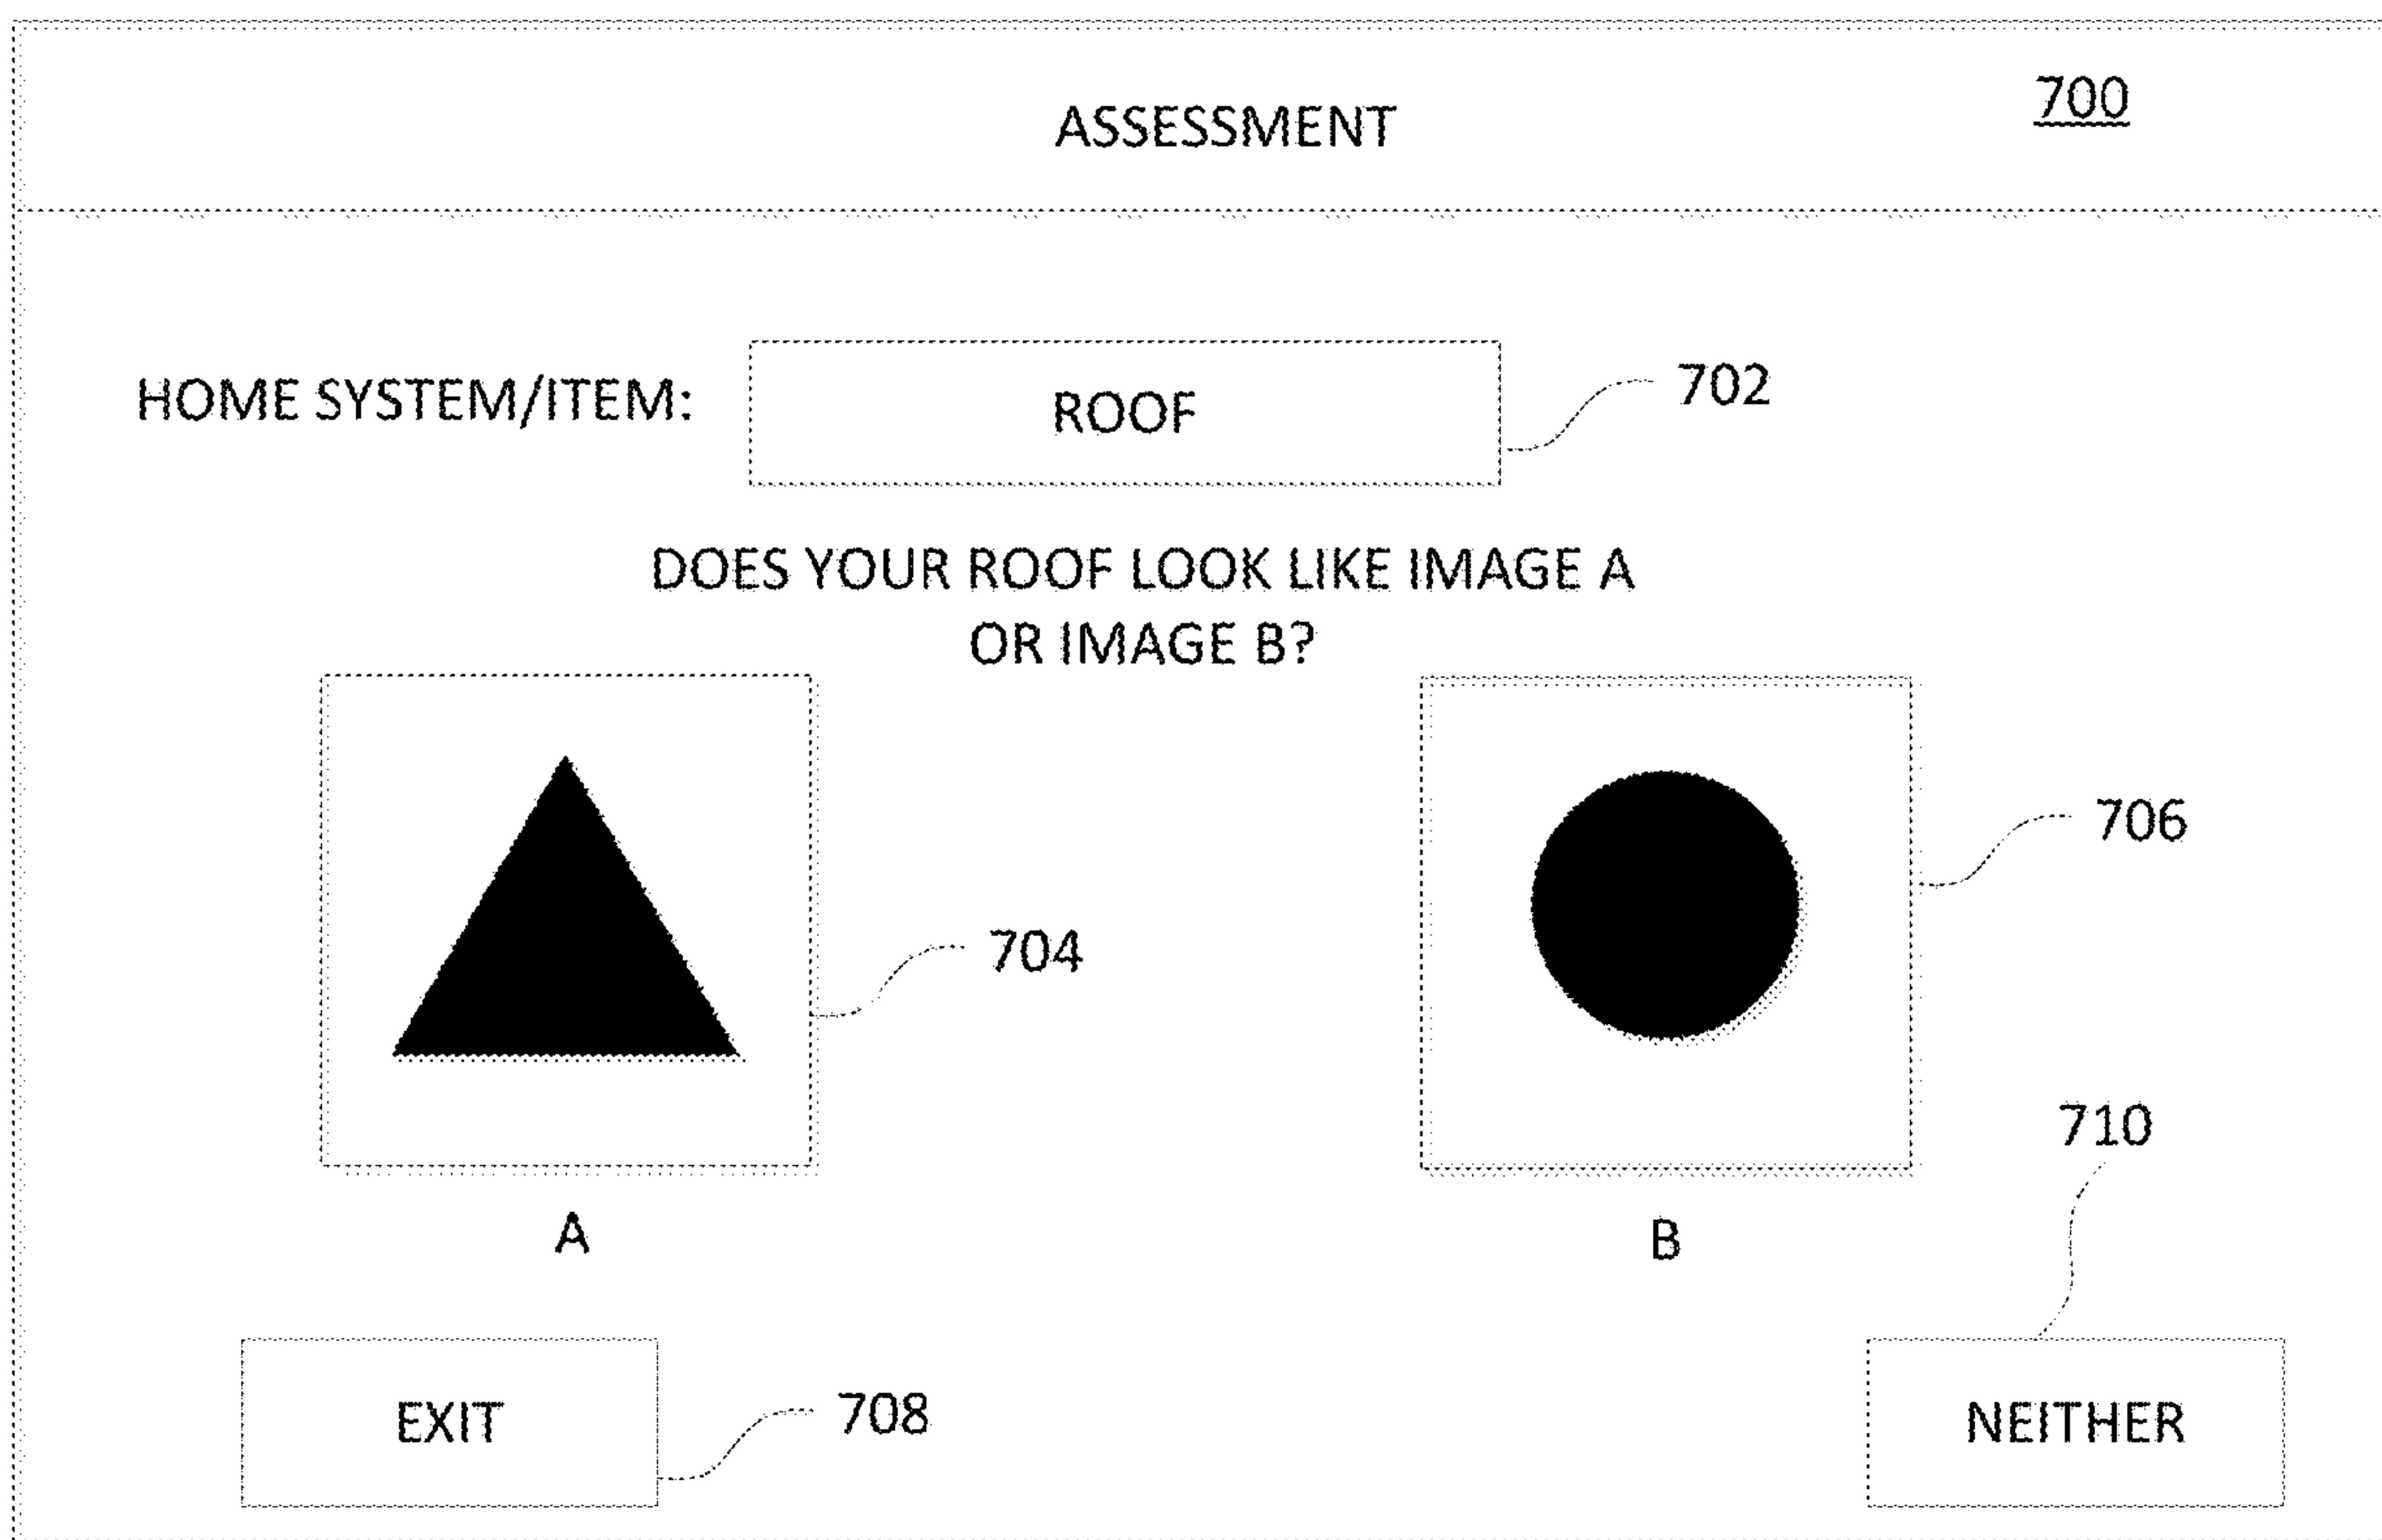 700
ASSESSMENT
HOME SYSTEM/ITEM:
ROOF
702
DOES YOUR ROOF LOOK LIKE IMAGE A
OR IMAGE B?
704
706
A
B
710
EXIT
708
NEITHER